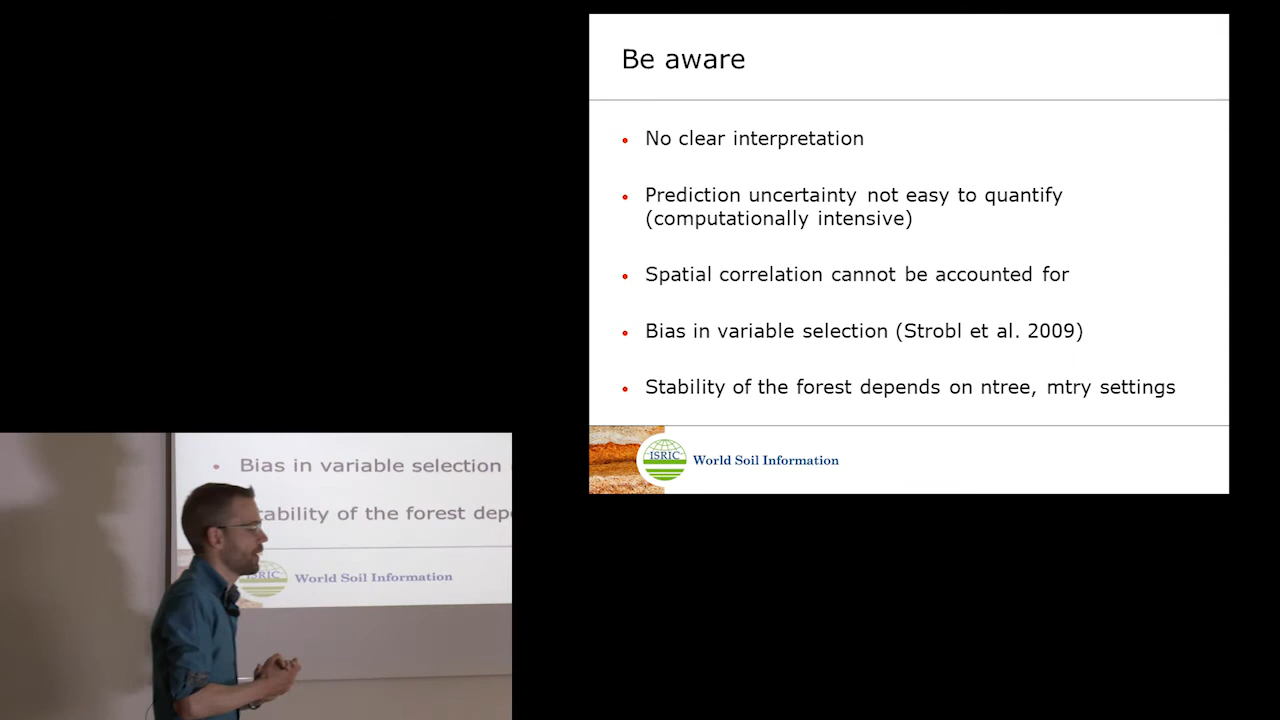 Be aware
• No clear interpretation
• Prediction uncertainty not easy to quantify
(computationally intensive)
• Spatial correlation cannot be accounted for
• Bias in variable selection (Strobl et al. 2009)
• Stability of the forest depends on ntree, mtry settings
ISRIC World Soil Information
• Bias in variable selection
tability of the forest dep
ISRIC World Soil Information